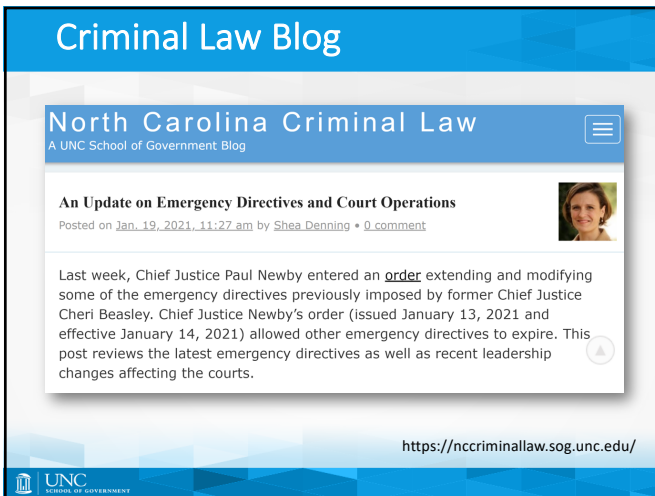 Criminal Law Blog
North Carolina Criminal Law
A UNC School of Government Blog
An Update on Emergency Directives and Court Operations
Posted on Jan. 19, 2021, 11:27 am by Shea Denning • 0 comment
Last week, Chief Justice Paul Newby entered an order extending and modifying
some of the emergency directives previously imposed by former Chief Justice
Cheri Beasley. Chief Justice Newby’s order (issued January 13, 2021 and
effective January 14, 2021) allowed other emergency directives to expire. This
post reviews the latest emergency directives as well as recent leadership
changes affecting the courts.
https://nccriminallaw.sog.unc.edu/
UNC
SCHOOL OF GOVERNMENT